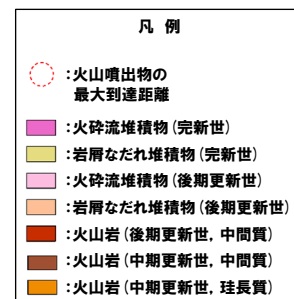 凡 例
:火山噴出物の
最大到達距離
:火砕流堆積物(完新世)
:岩屑なだれ堆積物(完新世)
:火砕流堆積物(後期更新世)
:岩屑なだれ堆積物(後期更新世)
:火山岩(後期更新世, 中間質)
:火山岩(中期更新世, 中間質)
:火山岩(中期更新世, 珪長質)